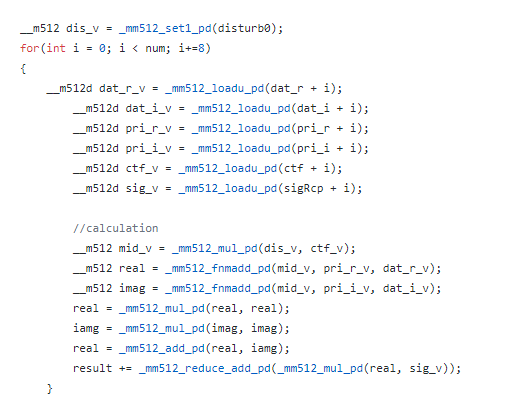 __m512 dis_v = _mm512_set1_pd(disturb0);
for(int i = 0; i < num; i+=8)
{
    __m512d dat_r_v = _mm512_loadu_pd(dat_r + i);
        __m512d dat_i_v = _mm512_loadu_pd(dat_i + i);
        __m512d pri_r_v = _mm512_loadu_pd(pri_r + i);
        __m512d pri_i_v = _mm512_loadu_pd(pri_i + i);
        __m512d ctf_v = _mm512_loadu_pd(ctf + i);
        __m512d sig_v = _mm512_loadu_pd(sigRcp + i);

        //calculation
        __m512 mid_v = _mm512_mul_pd(dis_v, ctf_v);
        __m512 real = _mm512_fnmadd_pd(mid_v, pri_r_v, dat_r_v);
        __m512 imag = _mm512_fnmadd_pd(mid_v, pri_i_v, dat_i_v);
        real = _mm512_mul_pd(real, real);
        iamg = _mm512_mul_pd(imag, imag);
        real = _mm512_add_pd(real, iamg);
        result += _mm512_reduce_add_pd(_mm512_mul_pd(real, sig_v));
    }